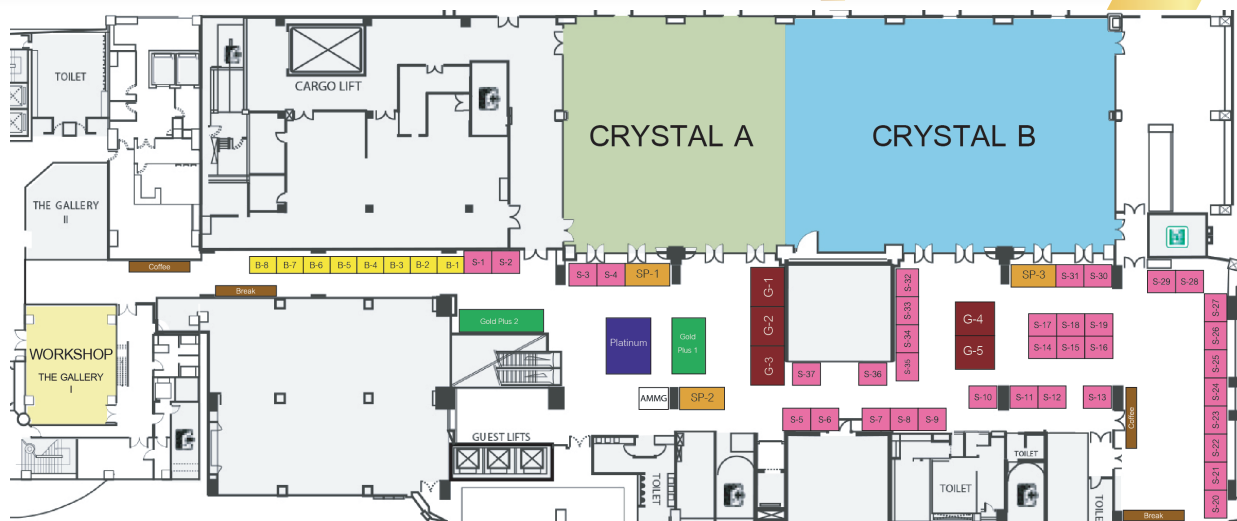 TOILET
CARGO LIFT
CRYSTAL A
CRYSTAL B
THE GALLERY
II
Coffee
B-8
B-7
B-6
B-5
B-4
B-3
B-2
B-1
S-1
S-2
S-3
S-4
SP-1
G-1
G-2
G-3
S-32
S-33
S-34
S-35
SP-3
S-31
S-30
S-29
S-28
Break
Gold Plus 2
Platinum
Gold
Plus 1
G-4
G-5
S-17
S-18
S-19
S-14
S-15
S-16
S-27
S-26
S-25
S-24
S-23
S-22
S-21
S-20
WORKSHOP
THE GALLERY
I
S-37
S-36
AMMG
SP-2
S-10
S-11
S-12
S-13
Coffee
S-5
S-6
S-7
S-8
S-9
GUEST LIFTS
TOILET
TOILET
TOILET
Break